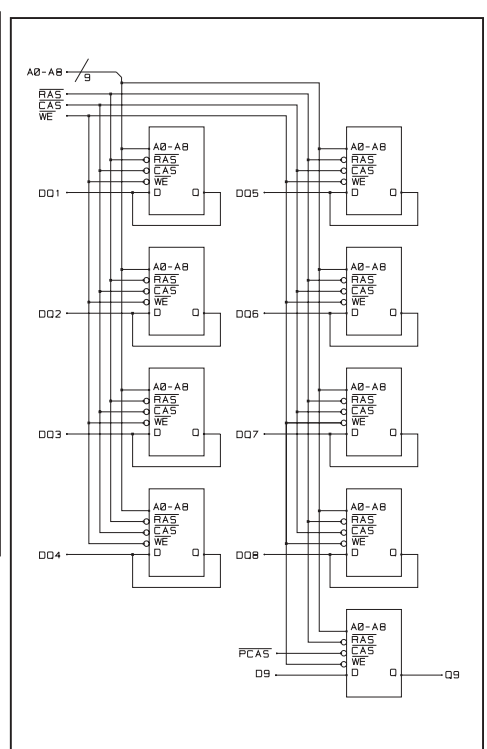 A0-A8 9
RAS
CAS
WE
A0-A8
RAS
CAS
WE
DQ1 D Q
A0-A8
RAS
CAS
WE
DQ5 D Q
A0-A8
RAS
CAS
WE
DQ2 D Q
A0-A8
RAS
CAS
WE
DQ6 D Q
A0-A8
RAS
CAS
WE
DQ3 D Q
A0-A8
RAS
CAS
WE
DQ7 D Q
A0-A8
RAS
CAS
WE
DQ4 D Q
A0-A8
RAS
CAS
WE
DQ8 D Q
A0-A8
RAS
PCAS CAS
WE
D9 D Q Q9